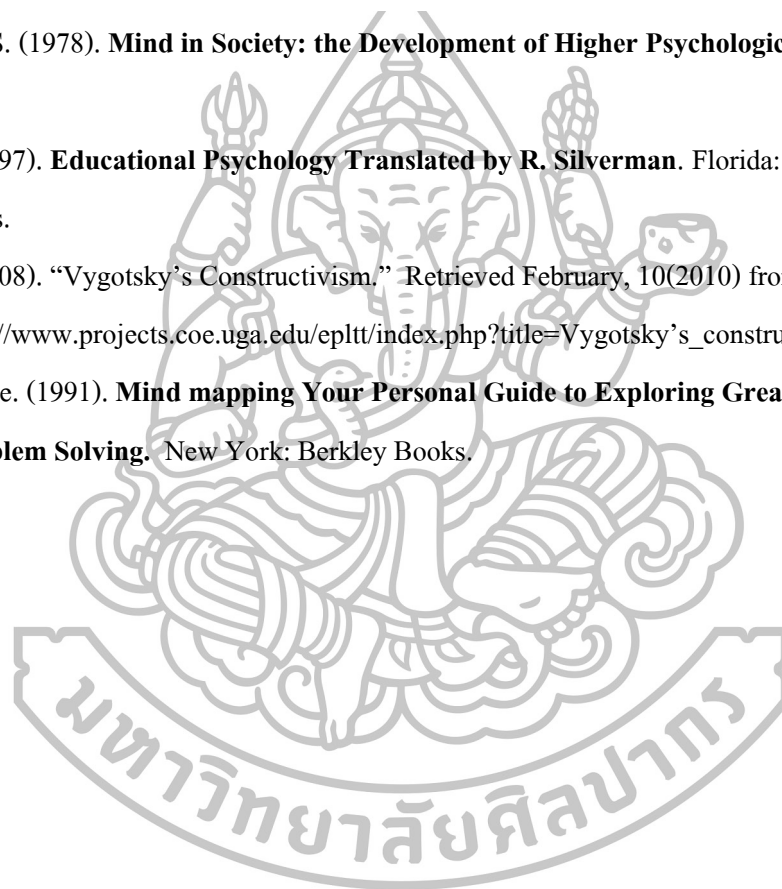 S. (1978). Mind in Society: the Development of Higher Psychologic
97). Educational Psychology Translated by R. Silverman. Florida:
s.
08). “Vygotsky’s Constructivism.” Retrieved February, 10(2010) fro
//www.projects.coe.uga.edu/epltt/index.php?title=Vygotsky’s_constru
e. (1991). Mind mapping Your Personal Guide to Exploring Grea
blem Solving. New York: Berkley Books.
มหาวิทยาลัยศิลปากร